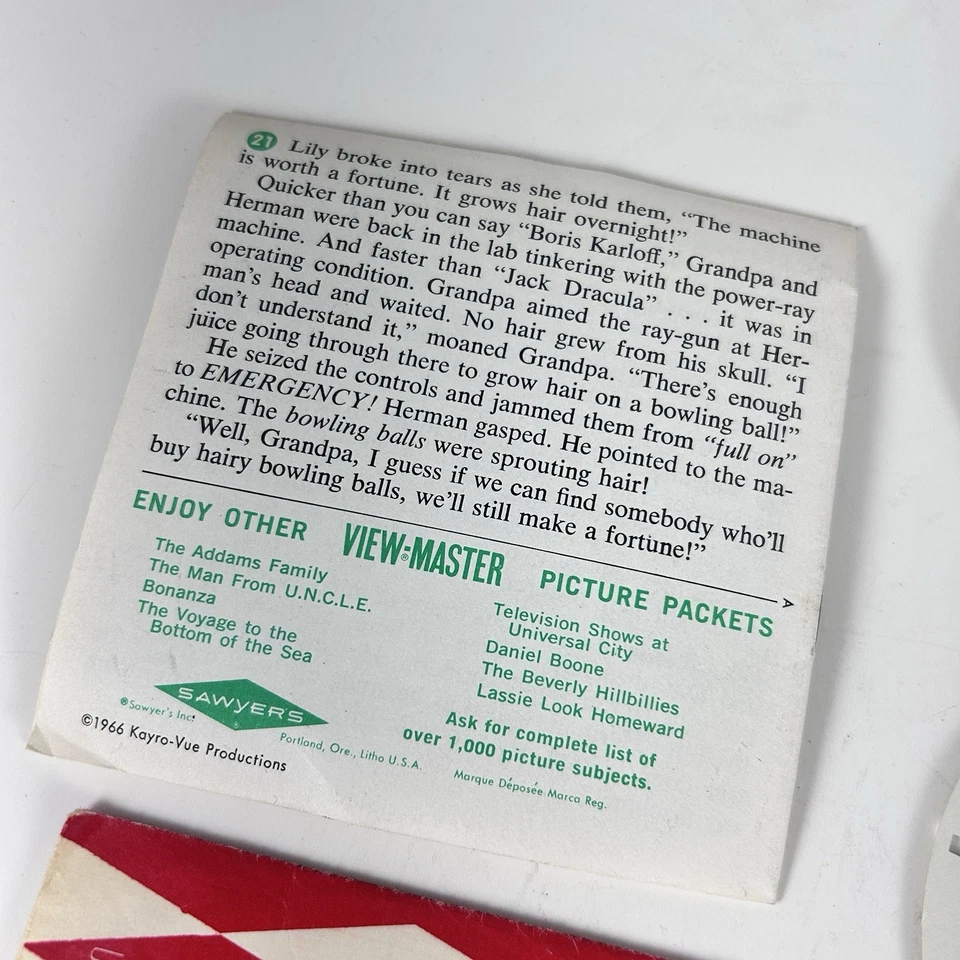 21 Lily broke into tears as she told them, “The machine
is worth a fortune. It grows hair overnight!”
Quicker than you can say “Boris Karloff,” Grandpa and
Herman were back in the lab tinkering with the power-ray
machine. And faster than “Jack Dracula” . . . it was in
operating condition. Grandpa aimed the ray-gun at Her-
man’s head and waited. No hair grew from his skull. “I
don’t understand it,” moaned Grandpa. “There’s enough
juice going through there to grow hair on a bowling ball!”
He seized the controls and jammed them from “full on”
to EMERGENCY! Herman gasped. He pointed to the ma-
chine. The bowling balls were sprouting hair!
“Well, Grandpa, I guess if we can find somebody who’ll
buy hairy bowling balls, we’ll still make a fortune!”
ENJOY OTHER VIEW-MASTER® PICTURE PACKETS
The Addams Family
The Man From U.N.C.L.E.
Bonanza
The Voyage to the
Bottom of the Sea
Television Shows at
Universal City
Daniel Boone
The Beverly Hillbillies
Lassie Look Homeward
SAWYER'S
®Sawyer's Inc.
Portland, Ore., Litho U.S.A.
Ask for complete list of
over 1,000 picture subjects.
©1966 Kayro-Vue Productions
Marque Déposée Marca Reg.